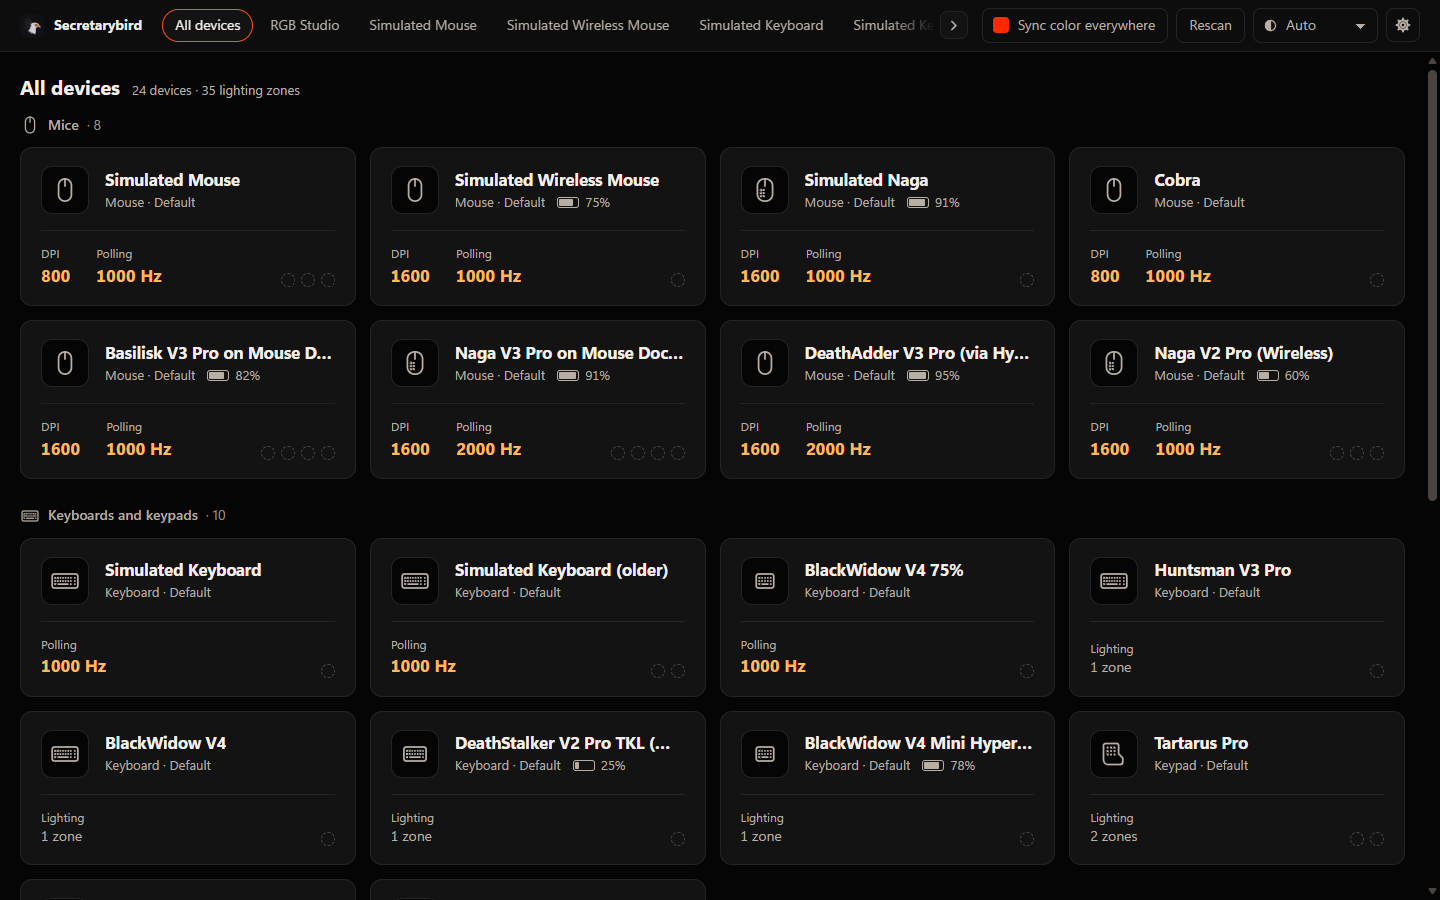 Secretarybird All devices RGB Studio Simulated Mouse Simulated Wireless Mouse Simulated Keyboard Simulated Ke Sync color everywhere Rescan Auto
All devices 24 devices · 35 lighting zones
Mice · 8
Simulated Mouse
Mouse · Default
DPI Polling
800 1000 Hz
Simulated Wireless Mouse
Mouse · Default 75%
DPI Polling
1600 1000 Hz
Simulated Naga
Mouse · Default 91%
DPI Polling
1600 1000 Hz
Cobra
Mouse · Default
DPI Polling
800 1000 Hz
Basilisk V3 Pro on Mouse D...
Mouse · Default 82%
DPI Polling
1600 1000 Hz
Naga V3 Pro on Mouse Doc...
Mouse · Default 91%
DPI Polling
1600 2000 Hz
DeathAdder V3 Pro (via Hy...
Mouse · Default 95%
DPI Polling
1600 2000 Hz
Naga V2 Pro (Wireless)
Mouse · Default 60%
DPI Polling
1600 1000 Hz
Keyboards and keypads · 10
Simulated Keyboard
Keyboard · Default
Polling
1000 Hz
Simulated Keyboard (older)
Keyboard · Default
Polling
1000 Hz
BlackWidow V4 75%
Keyboard · Default
Polling
1000 Hz
Huntsman V3 Pro
Keyboard · Default
Lighting
1 zone
BlackWidow V4
Keyboard · Default
Lighting
1 zone
DeathStalker V2 Pro TKL (...
Keyboard · Default 25%
Lighting
1 zone
BlackWidow V4 Mini Hyper...
Keyboard · Default 78%
Lighting
1 zone
Tartarus Pro
Keypad · Default
Lighting
2 zones